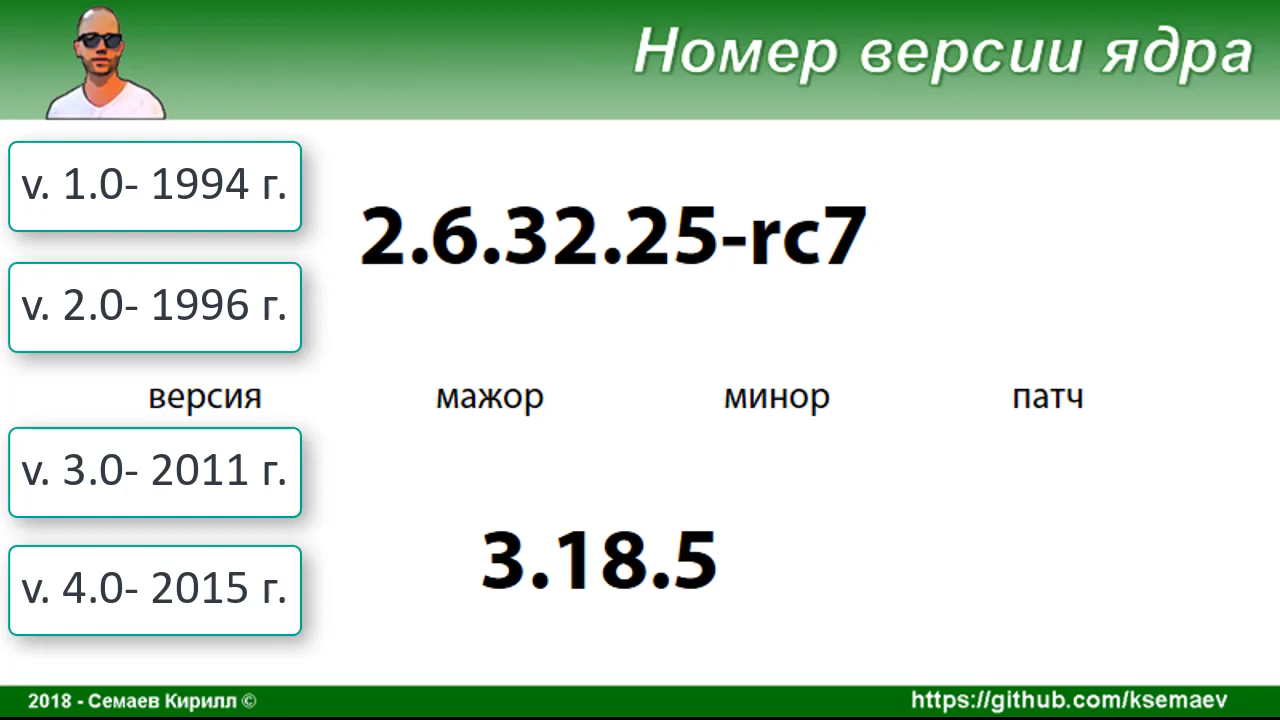 Номер версии ядра
v. 1.0- 1994 г.
2.6.32.25-rc7
v. 2.0- 1996 г.
версия мажор минор патч
v. 3.0- 2011 г.
3.18.5
v. 4.0- 2015 г.
2018 - Семаев Кирилл © https://github.com/ksemaev